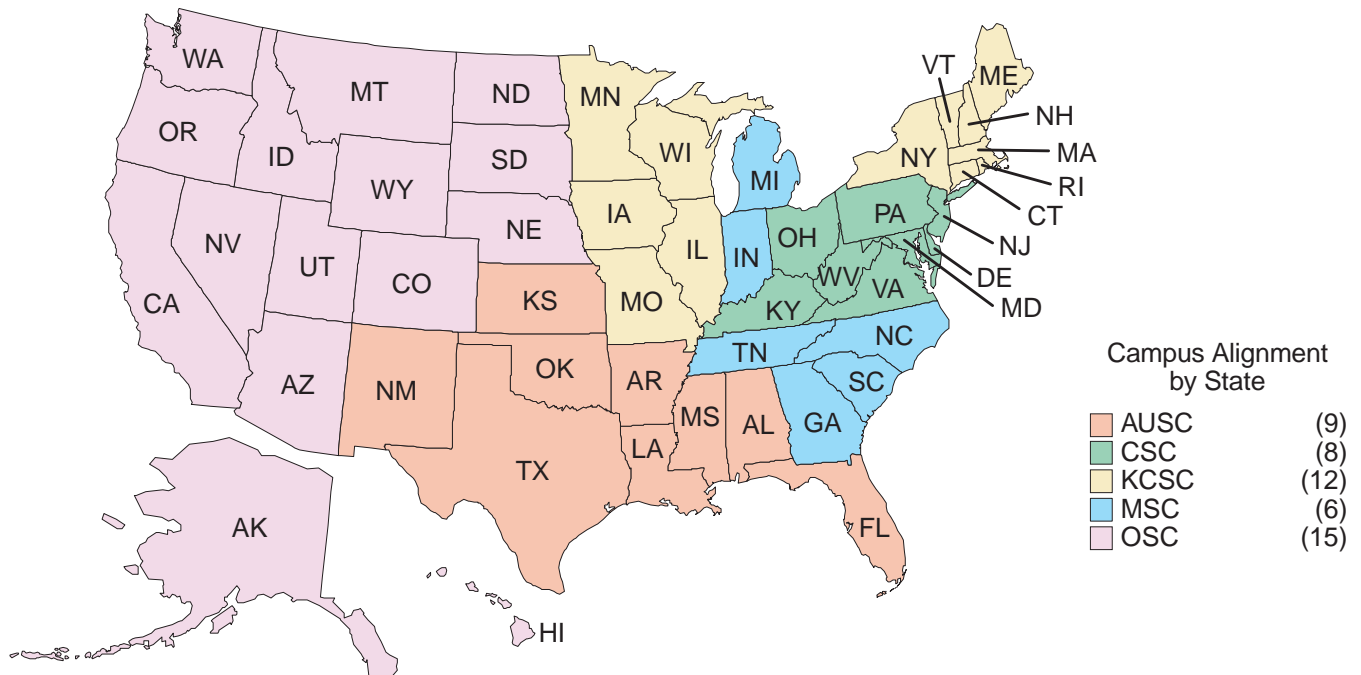 WA
MT
ND
MN
VT
ME
OR
ID
SD
WI
NH
NY
MA
WY
MI
RI
IA
PA
CT
NV
NE
NJ
UT
IL
IN
OH
CO
WV
DE
CA
KS
MO
VA
MD
KY
NC
TN
AZ
NM
OK
AR
SC
MS
AL
GA
LA
TX
FL
AK
HI
Campus Alignment
by State
AUSC (9)
CSC (8)
KCSC (12)
MSC (6)
OSC (15)